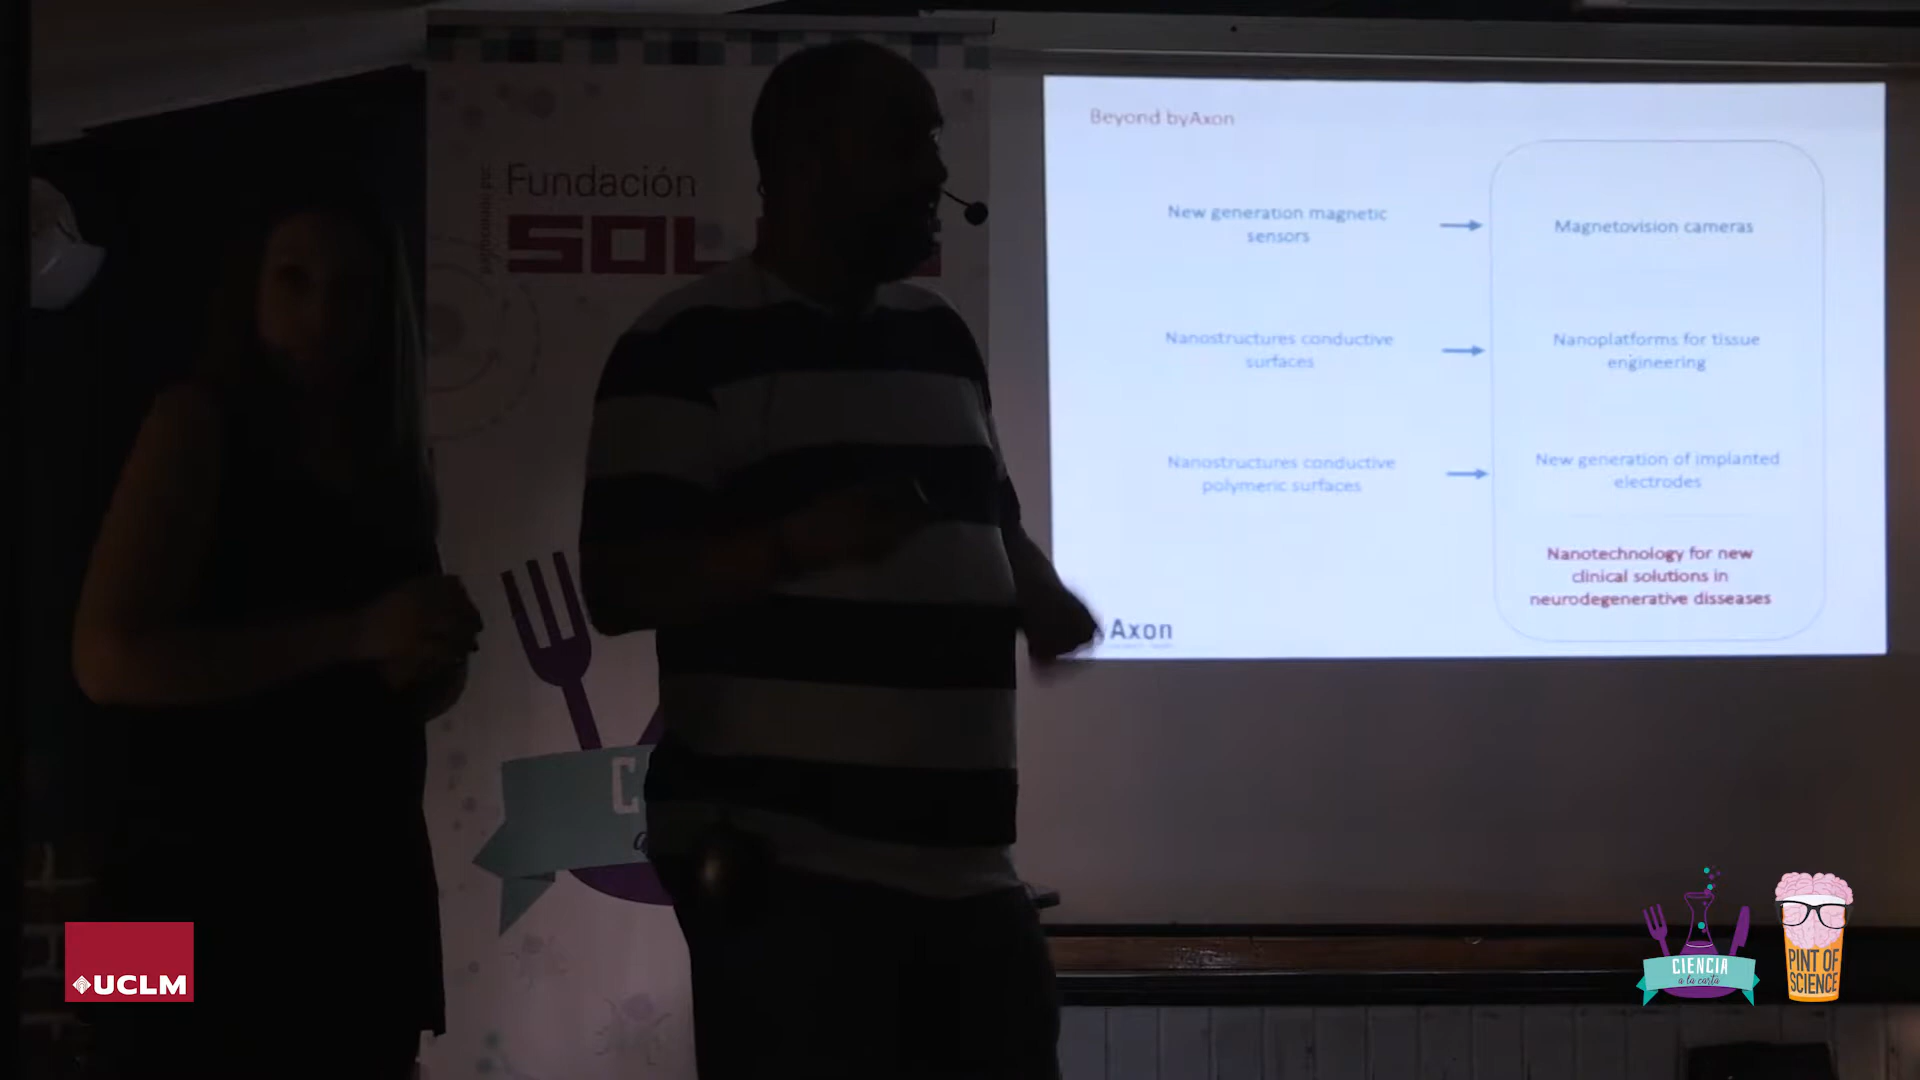 Fundación
SOL
Beyond byAxon
New generation magnetic
sensors
Magnetovision cameras
Nanostructures conductive
surfaces
Nanoplatforms for tissue
engineering
Nanostructures conductive
polymeric surfaces
New generation of implanted
electrodes
Nanotechnology for new
clinical solutions in
neurodegenerative disseases
Axon
C
UCLM
CIENCIA
a la carta
PINT OF
SCIENCE